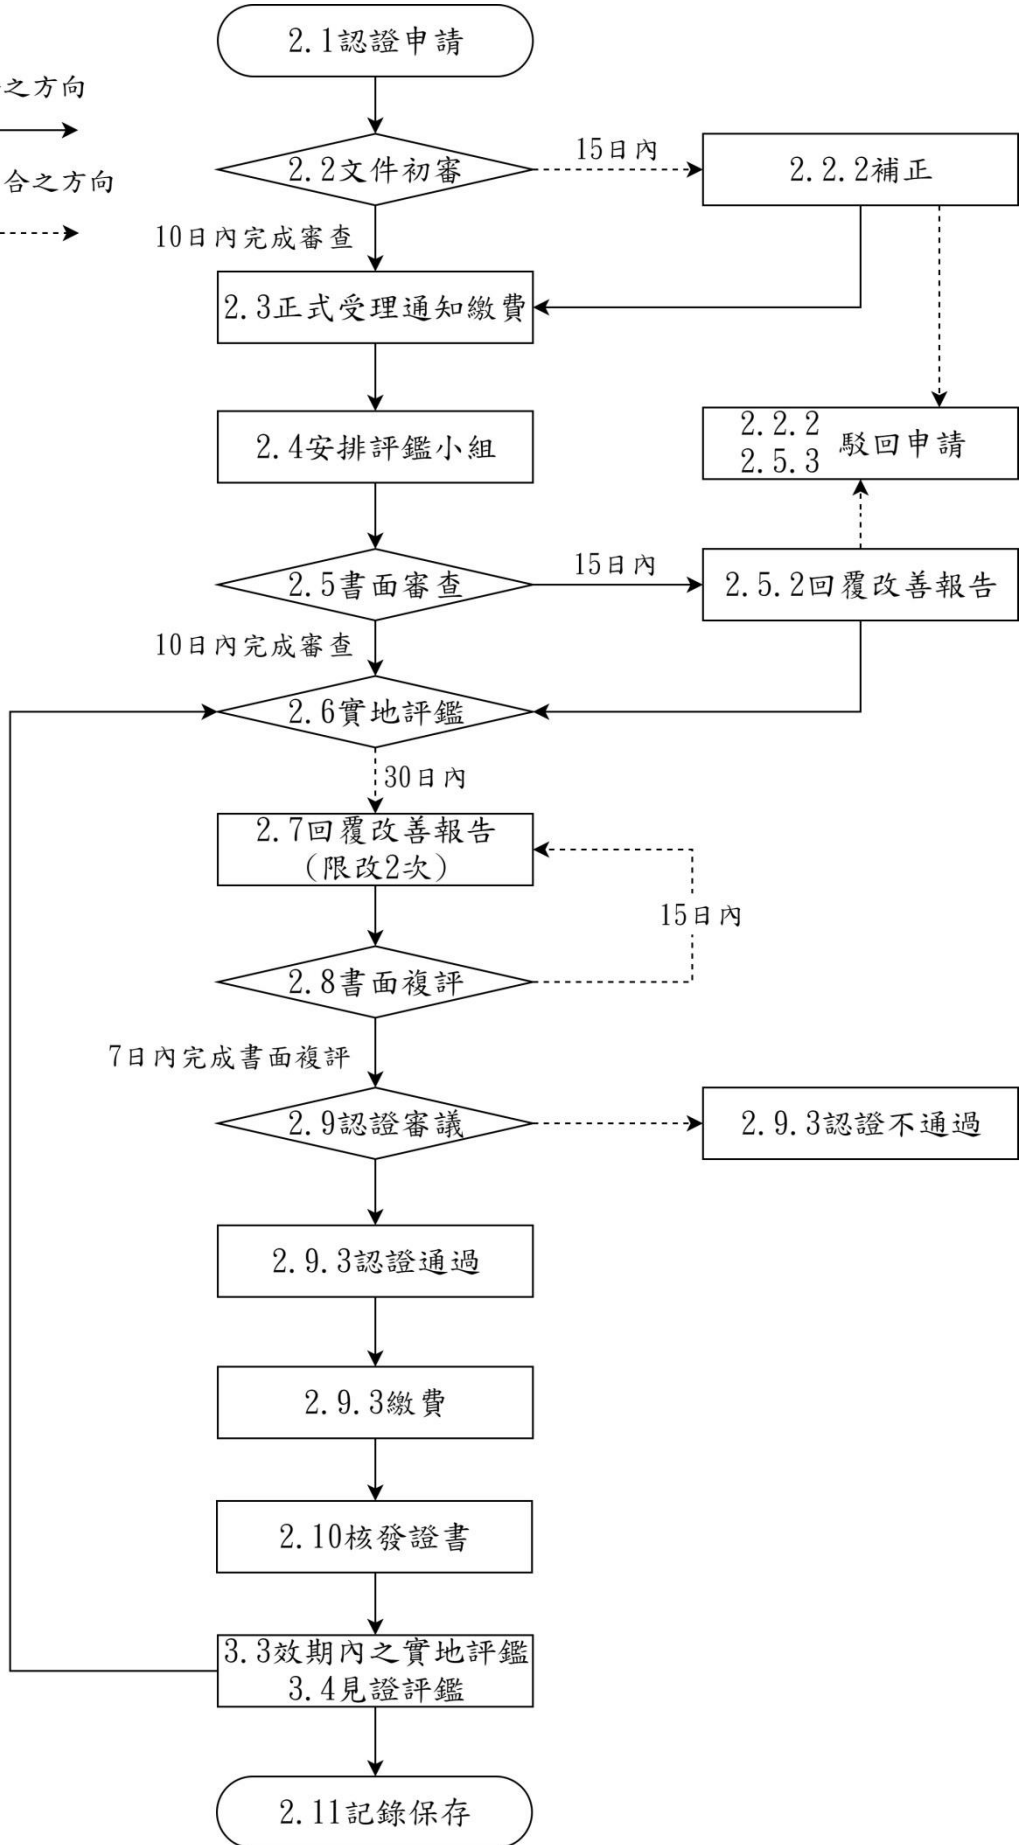 2.1認證申請
之方向
2.2文件初審
15日內
2.2.2補正
合之方向
10日內完成審查
2.3正式受理通知繳費
2.4安排評鑑小組
2.2.2
2.5.3
駁回申請
2.5書面審查
15日內
2.5.2回覆改善報告
10日內完成審查
2.6實地評鑑
30日內
2.7回覆改善報告
(限改2次)
15日內
2.8書面複評
7日內完成書面複評
2.9認證審議
2.9.3認證不通過
2.9.3認證通過
2.9.3繳費
2.10核發證書
3.3效期內之實地評鑑
3.4見證評鑑
2.11記錄保存